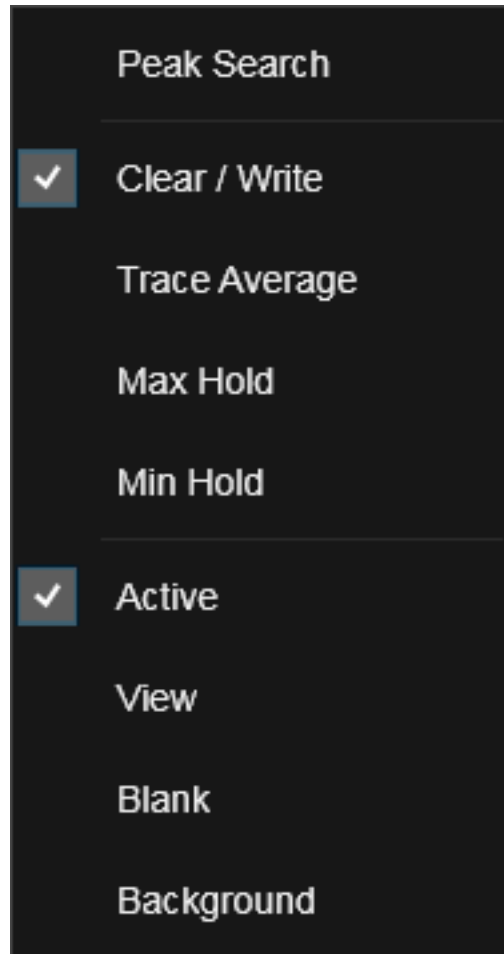 Peak Search
Clear / Write
Trace Average
Max Hold
Min Hold
Active
View
Blank
Background